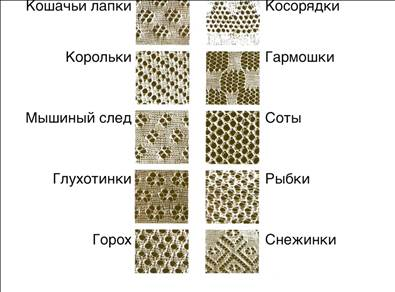 Кошачьи лапки
Косорядки
Корольки
Гармошки
Мышиный след
Соты
Глухотинки
Рыбки
Горох
Снежинки